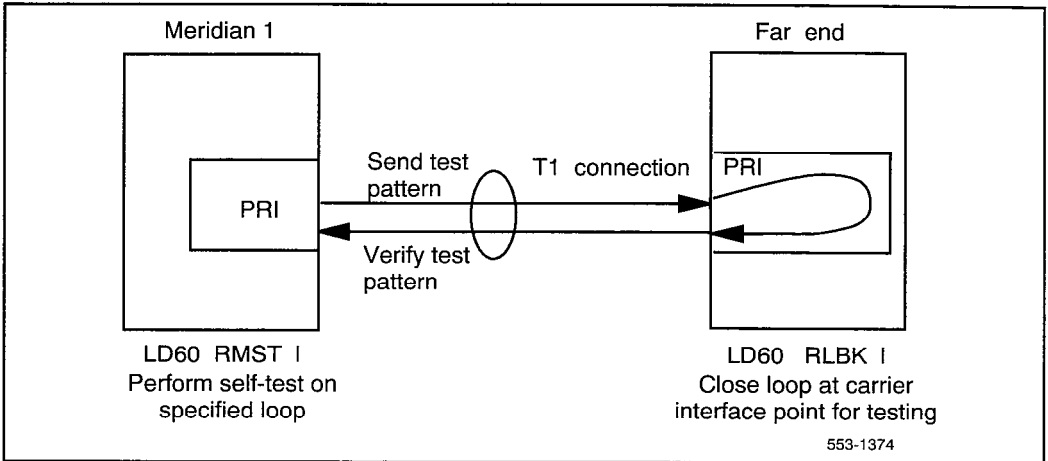 Meridian 1
Far end
Send test
pattern
T1 connection
PRI
PRI
Verify test
pattern
LD60 RMST l
Perform self-test on
specified loop
LD60 RLBK l
Close loop at carrier
interface point for testing
553-1374